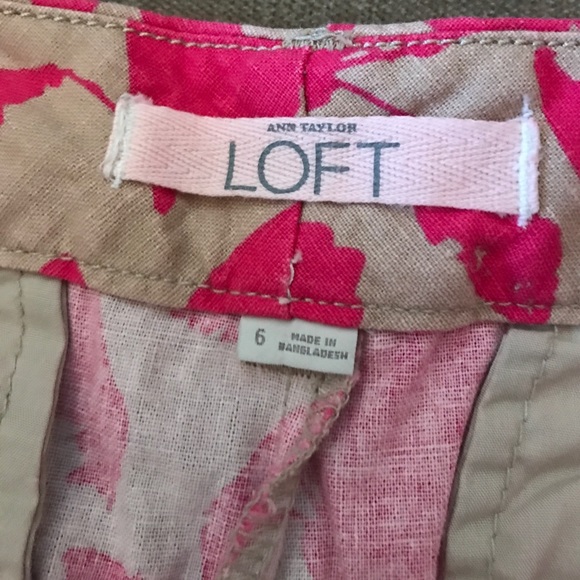 ANN TAYLOR
LOFT
6
MADE IN
BANGLADESH